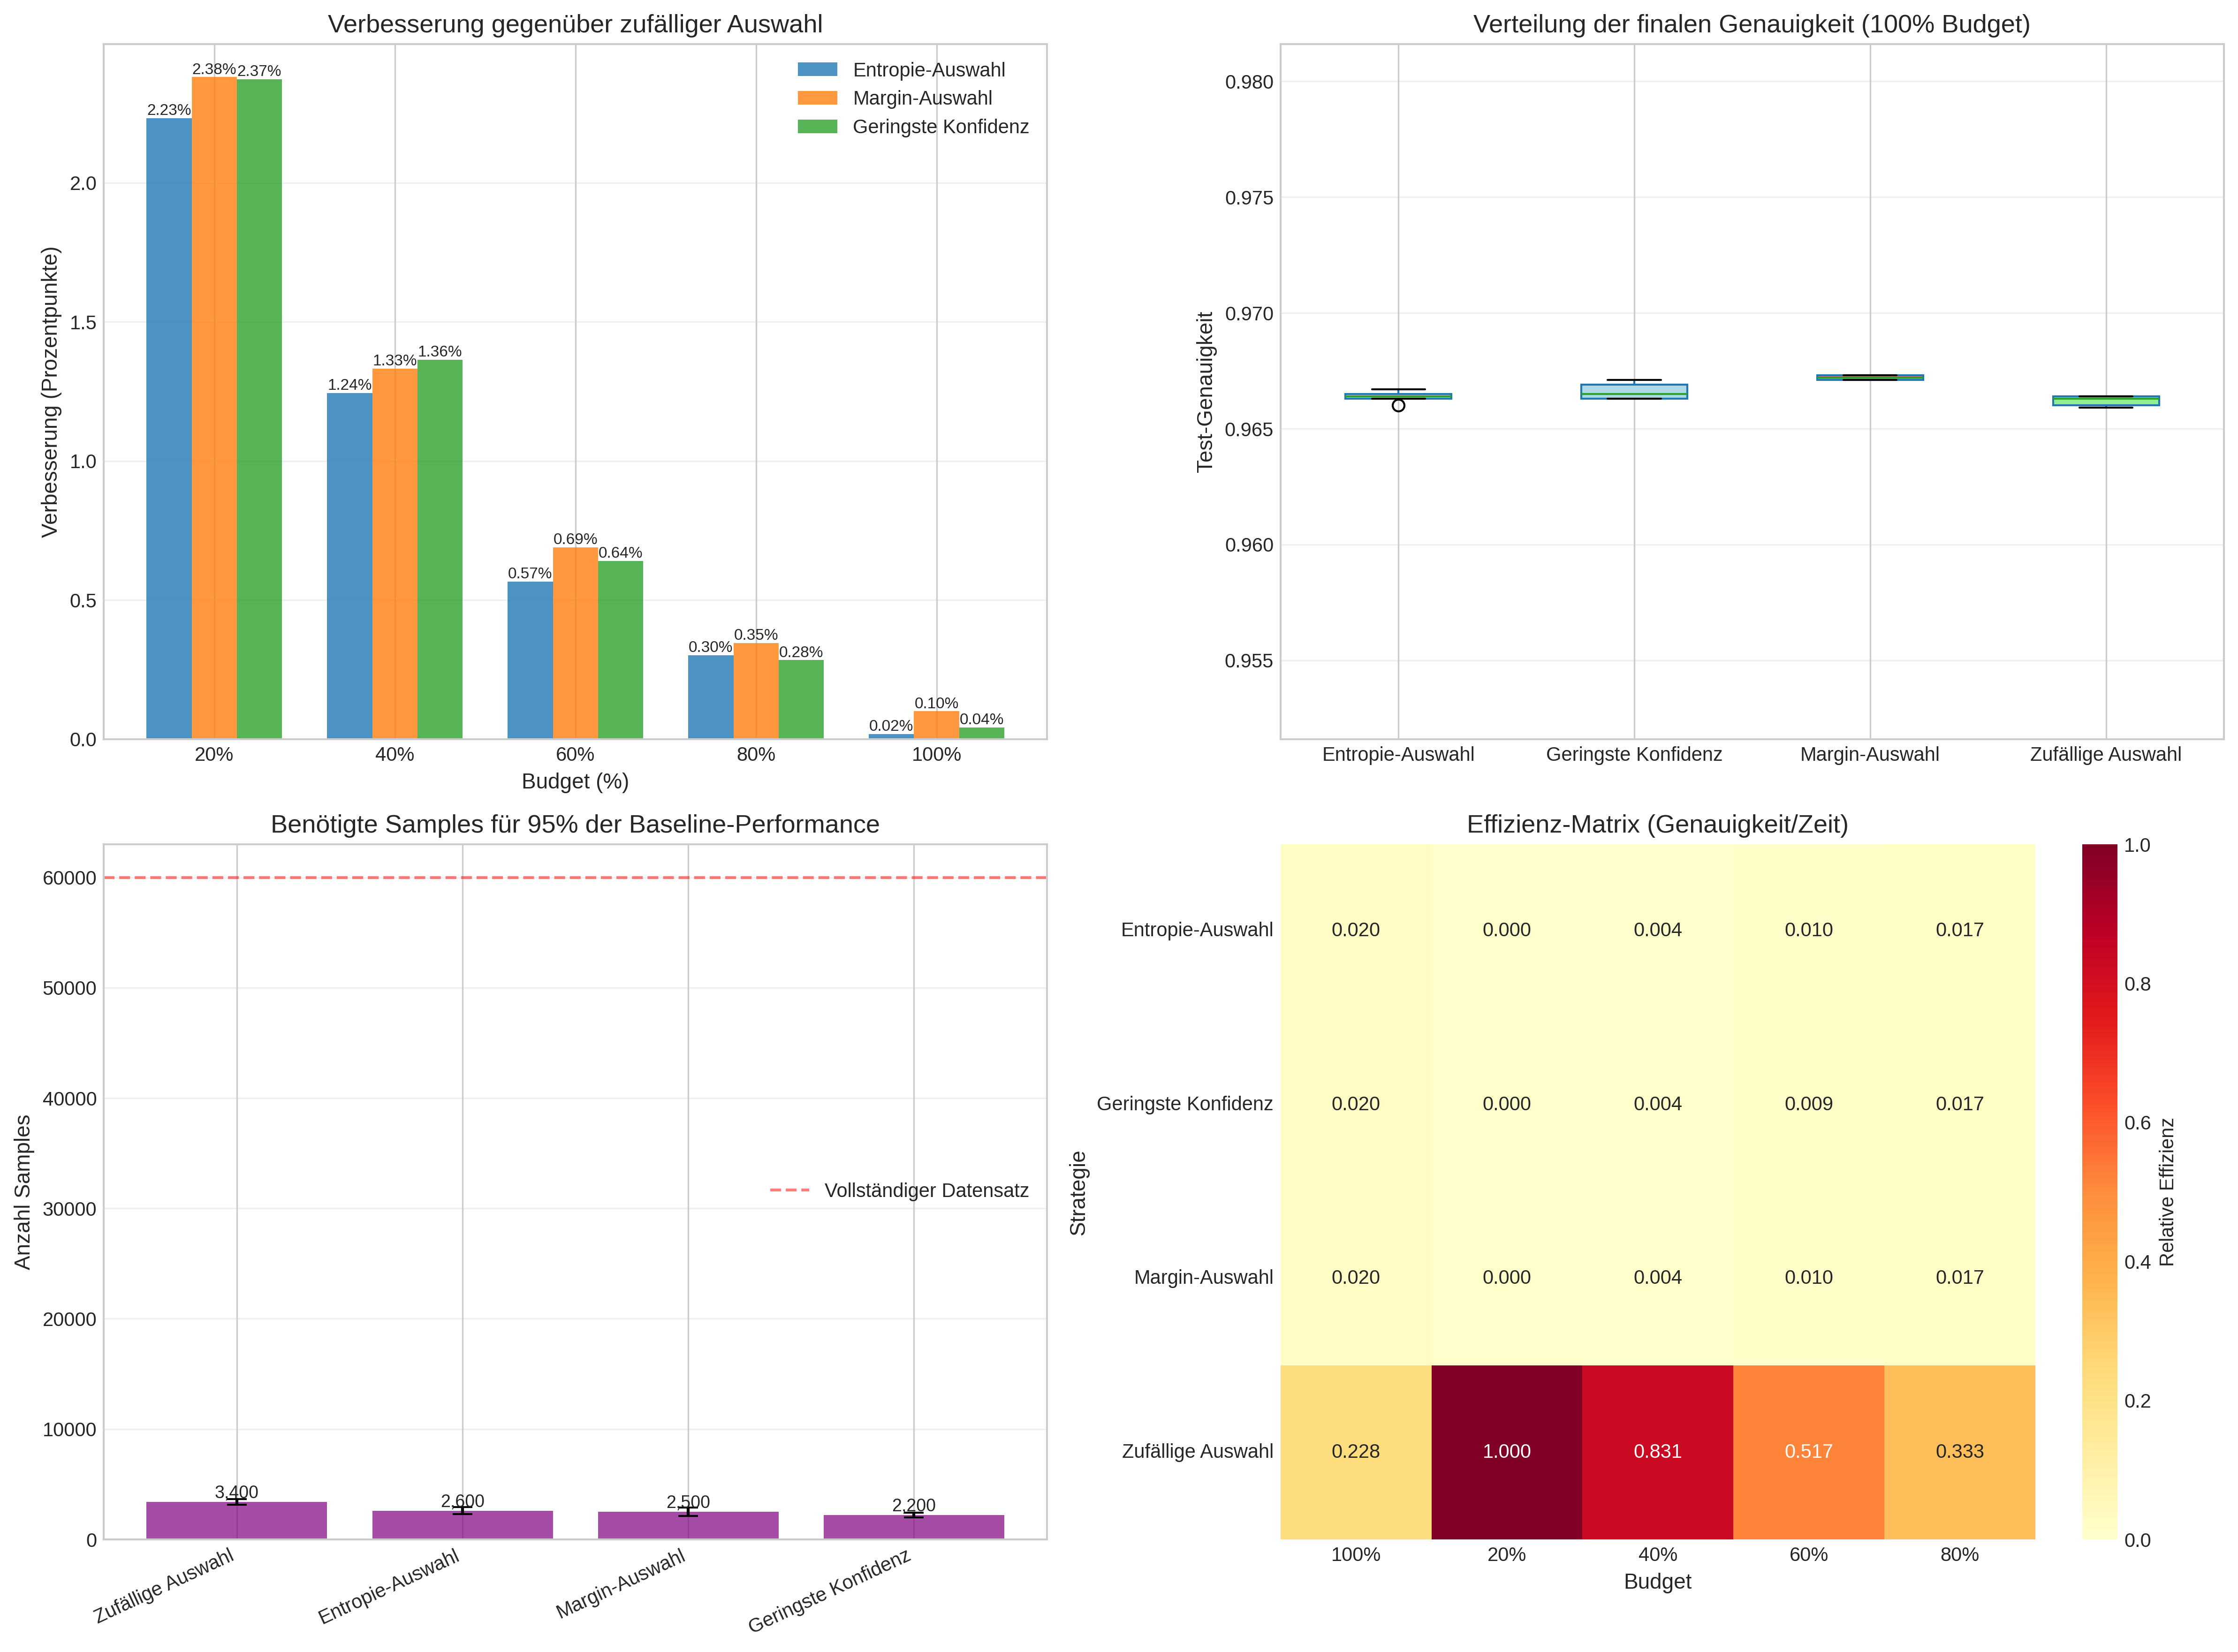 Verbesserung gegenüber zufälliger Auswahl
Entropie-Auswahl
Margin-Auswahl
Geringste Konfidenz
2.23%
2.38%
2.37%
1.24%
1.33%
1.36%
0.57%
0.69%
0.64%
0.30%
0.35%
0.28%
0.02%
0.10%
0.04%
Verbesserung (Prozentpunkte)
2.0
1.5
1.0
0.5
0.0
20%
40%
60%
80%
100%
Budget (%)
Verteilung der finalen Genauigkeit (100% Budget)
Test-Genauigkeit
0.980
0.975
0.970
0.965
0.960
0.955
Entropie-Auswahl
Geringste Konfidenz
Margin-Auswahl
Zufällige Auswahl
Benötigte Samples für 95% der Baseline-Performance
Anzahl Samples
60000
50000
40000
30000
20000
10000
0
Vollständiger Datensatz
3,400
2,600
2,500
2,200
Zufällige Auswahl
Entropie-Auswahl
Margin-Auswahl
Geringste Konfidenz
Effizienz-Matrix (Genauigkeit/Zeit)
Strategie
Entropie-Auswahl
0.020
0.000
0.004
0.010
0.017
Geringste Konfidenz
0.020
0.000
0.004
0.009
0.017
Margin-Auswahl
0.020
0.000
0.004
0.010
0.017
Zufällige Auswahl
0.228
1.000
0.831
0.517
0.333
100%
20%
40%
60%
80%
Budget
1.0
0.8
0.6
0.4
0.2
0.0
Relative Effizienz